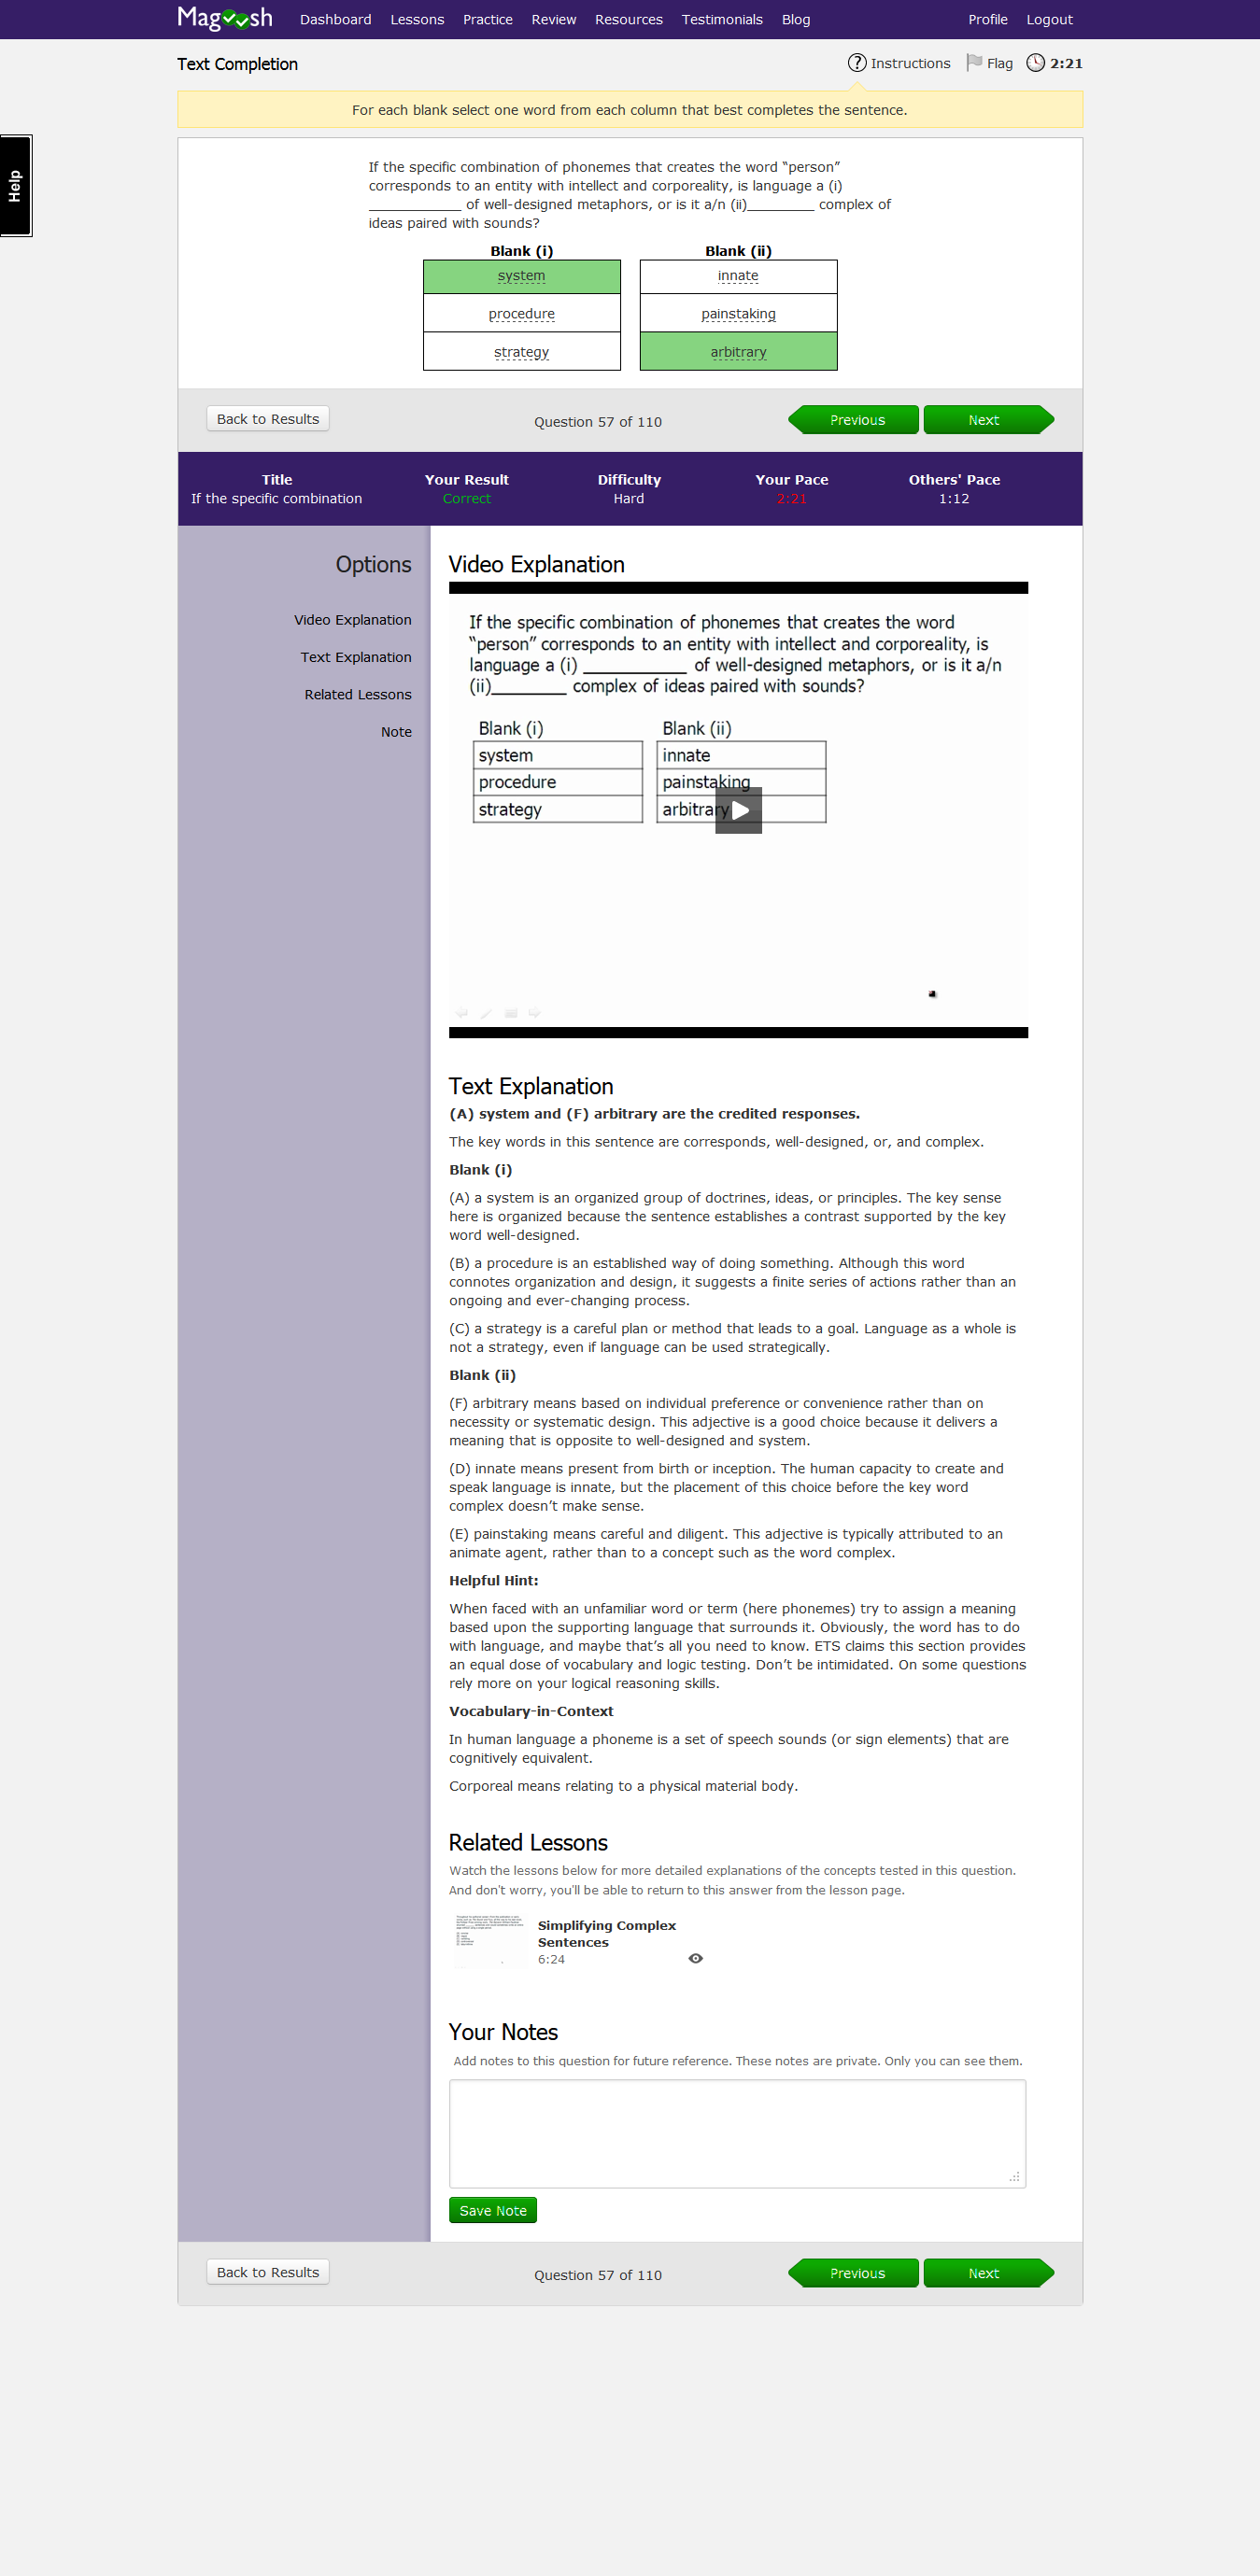 Magoosh Dashboard Lessons Practice Review Resources Testimonials Blog Profile Logout
Text Completion ? Instructions Flag 2:21
For each blank select one word from each column that best completes the sentence.
Help
If the specific combination of phonemes that creates the word “person”
corresponds to an entity with intellect and corporeality, is language a (i)
____________ of well-designed metaphors, or is it a/n (ii)_________ complex of
ideas paired with sounds?
Blank (i) Blank (ii)
system innate
procedure painstaking
strategy arbitrary
Back to Results Question 57 of 110 Previous Next
Title Your Result Difficulty Your Pace Others' Pace
If the specific combination Correct Hard 2:21 1:12
Options
Video Explanation
Text Explanation
Related Lessons
Note
Video Explanation
If the specific combination of phonemes that creates the word
“person” corresponds to an entity with intellect and corporeality, is
language a (i) ____________ of well-designed metaphors, or is it a/n
(ii)_________ complex of ideas paired with sounds?
Blank (i) Blank (ii)
system innate
procedure painstaking
strategy arbitrary
Text Explanation
(A) system and (F) arbitrary are the credited responses.
The key words in this sentence are corresponds, well-designed, or, and complex.
Blank (i)
(A) a system is an organized group of doctrines, ideas, or principles. The key sense
here is organized because the sentence establishes a contrast supported by the key
word well-designed.
(B) a procedure is an established way of doing something. Although this word
connotes organization and design, it suggests a finite series of actions rather than an
ongoing and ever-changing process.
(C) a strategy is a careful plan or method that leads to a goal. Language as a whole is
not a strategy, even if language can be used strategically.
Blank (ii)
(F) arbitrary means based on individual preference or convenience rather than on
necessity or systematic design. This adjective is a good choice because it delivers a
meaning that is opposite to well-designed and system.
(D) innate means present from birth or inception. The human capacity to create and
speak language is innate, but the placement of this choice before the key word
complex doesn’t make sense.
(E) painstaking means careful and diligent. This adjective is typically attributed to an
animate agent, rather than to a concept such as the word complex.
Helpful Hint:
When faced with an unfamiliar word or term (here phonemes) try to assign a meaning
based upon the supporting language that surrounds it. Obviously, the word has to do
with language, and maybe that’s all you need to know. ETS claims this section provides
an equal dose of vocabulary and logic testing. Don’t be intimidated. On some questions
rely more on your logical reasoning skills.
Vocabulary-in-Context
In human language a phoneme is a set of speech sounds (or sign elements) that are
cognitively equivalent.
Corporeal means relating to a physical material body.
Related Lessons
Watch the lessons below for more detailed explanations of the concepts tested in this question.
And don't worry, you'll be able to return to this answer from the lesson page.
Simplifying Complex
Sentences
6:24
Your Notes
Add notes to this question for future reference. These notes are private. Only you can see them.
Save Note
Back to Results Question 57 of 110 Previous Next